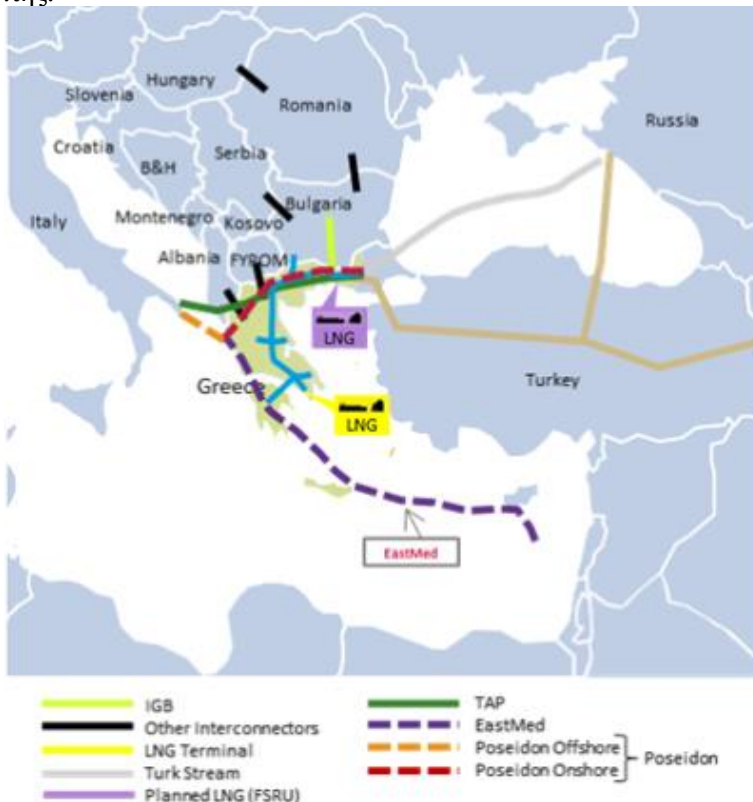 της.
Hungary
Slovenia
Romania
Russia
Croatia
Serbia
B&H
Bulgaria
Italy
Montenegro
Kosovo
Albania
FYROM
LNG
Turkey
Greece
LNG
EastMed
IGB
TAP
Other Interconnectors
EastMed
LNG Terminal
Poseidon Offshore
Poseidon
Turk Stream
Poseidon Onshore
Planned LNG (FSRU)